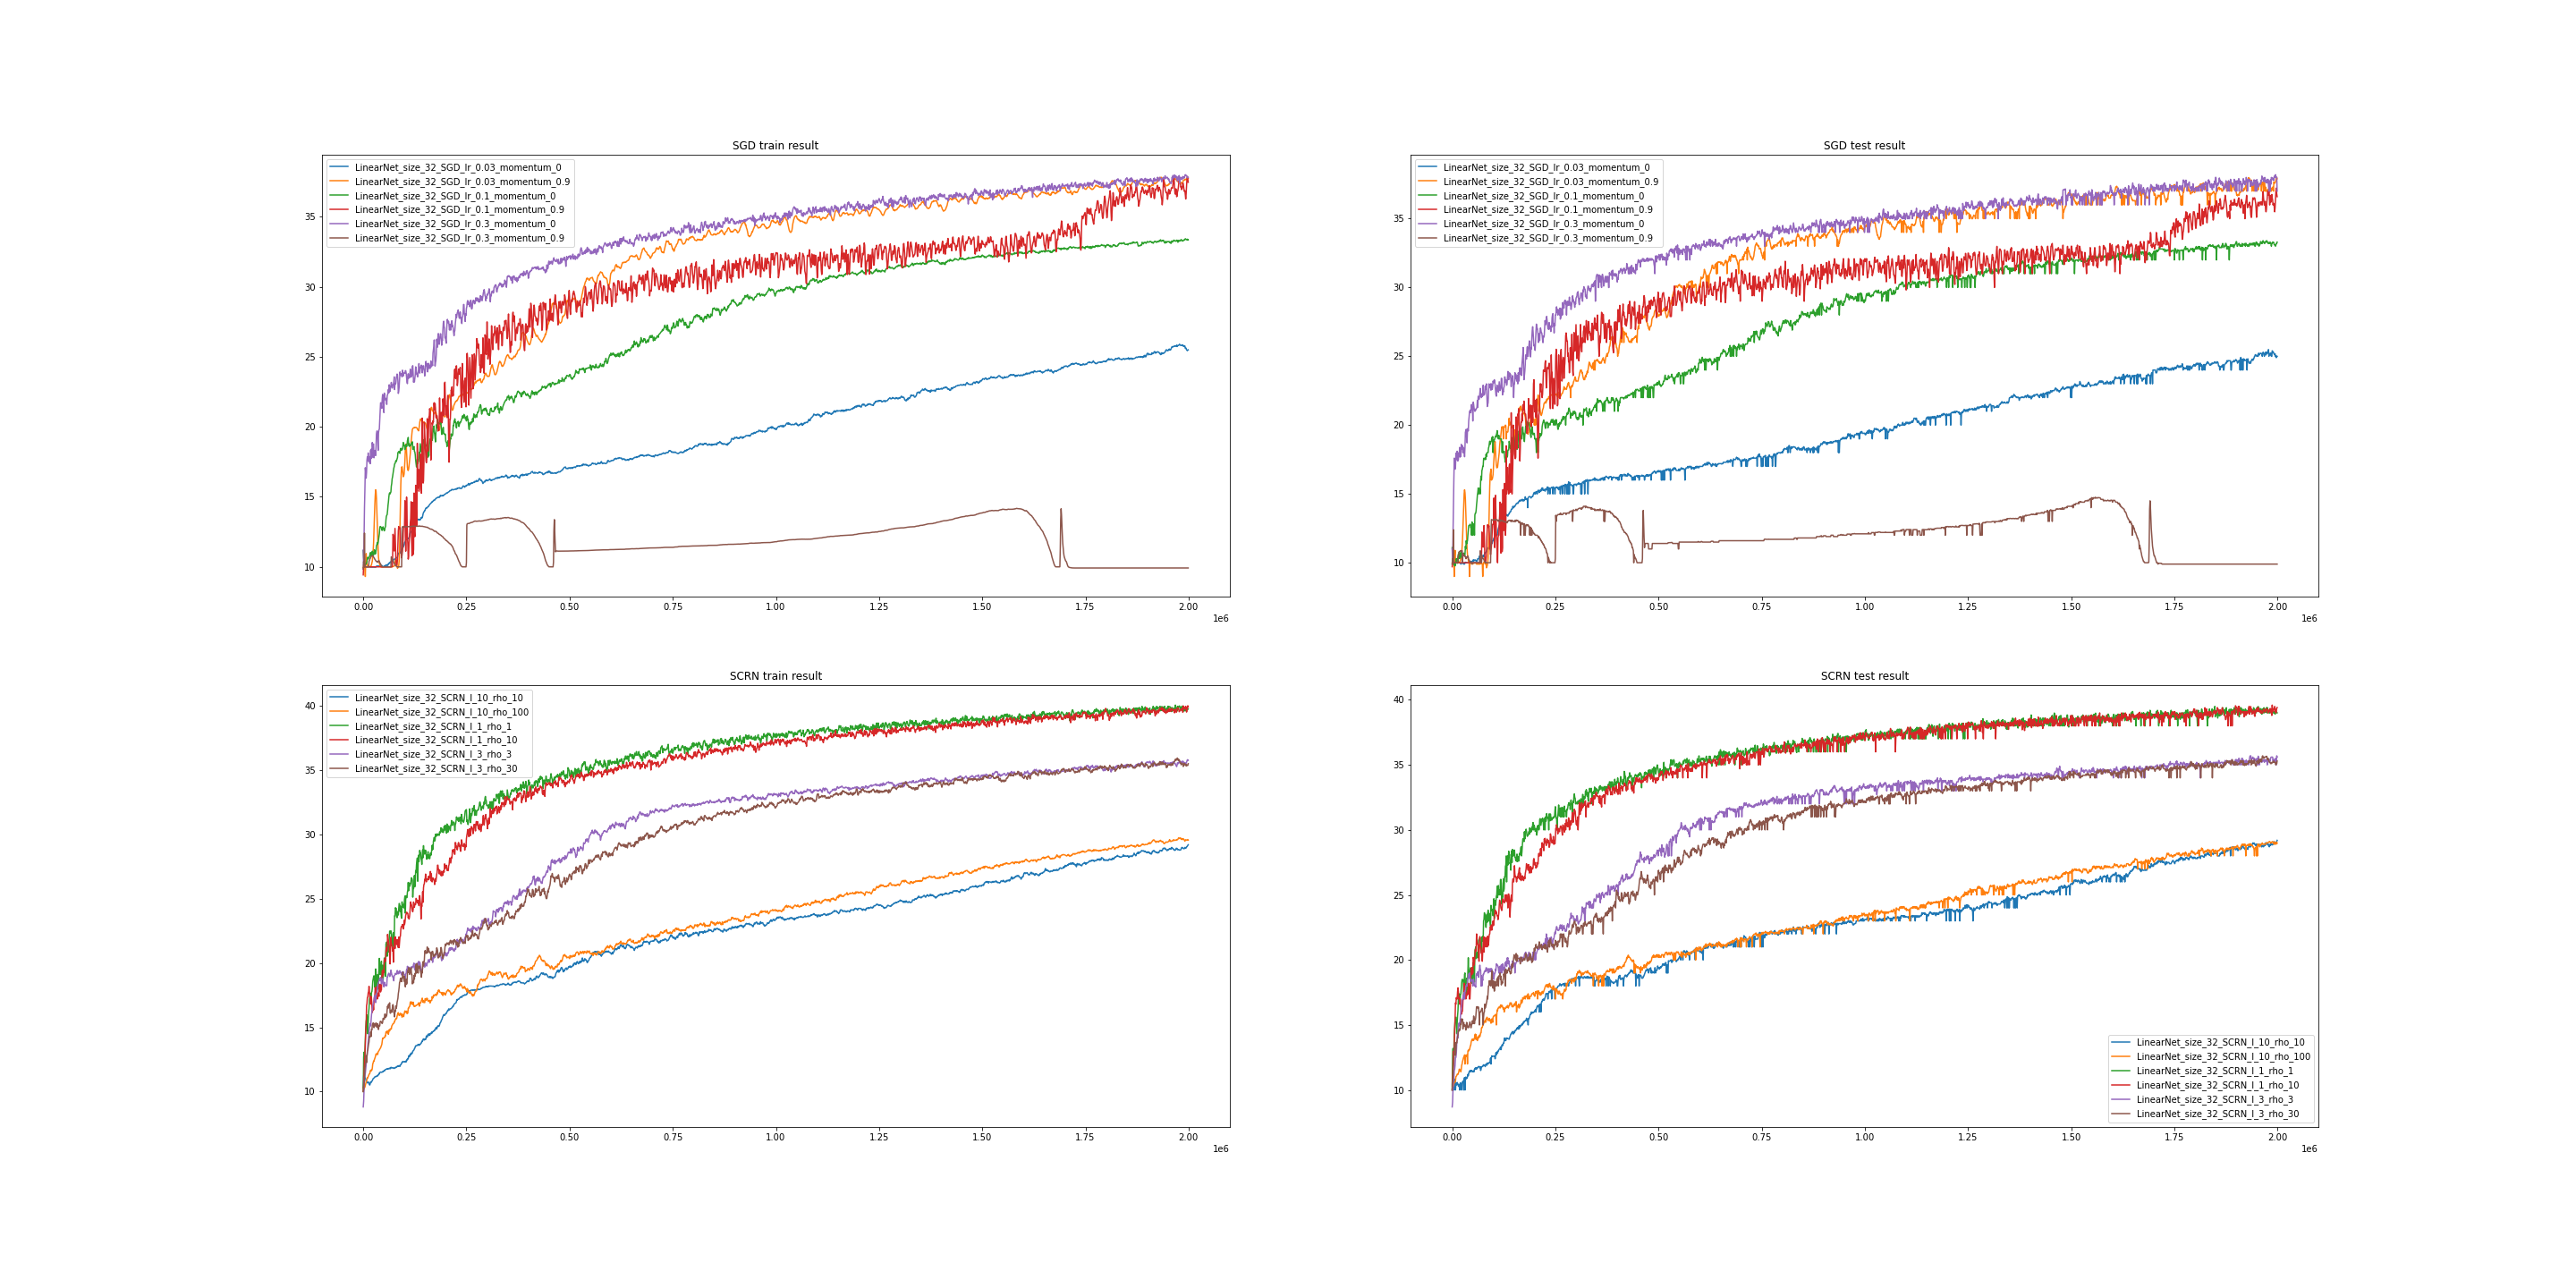 SGD train result
LinearNet_size_32_SGD_lr_0.03_momentum_0
LinearNet_size_32_SGD_lr_0.03_momentum_0.9
LinearNet_size_32_SGD_lr_0.1_momentum_0
LinearNet_size_32_SGD_lr_0.1_momentum_0.9
LinearNet_size_32_SGD_lr_0.3_momentum_0
LinearNet_size_32_SGD_lr_0.3_momentum_0.9
35
30
25
20
15
10
0.00 0.25 0.50 0.75 1.00 1.25 1.50 1.75 2.00
1e6
SGD test result
LinearNet_size_32_SGD_lr_0.03_momentum_0
LinearNet_size_32_SGD_lr_0.03_momentum_0.9
LinearNet_size_32_SGD_lr_0.1_momentum_0
LinearNet_size_32_SGD_lr_0.1_momentum_0.9
LinearNet_size_32_SGD_lr_0.3_momentum_0
LinearNet_size_32_SGD_lr_0.3_momentum_0.9
35
30
25
20
15
10
0.00 0.25 0.50 0.75 1.00 1.25 1.50 1.75 2.00
1e6
SCRN train result
LinearNet_size_32_SCRN_l_10_rho_10
LinearNet_size_32_SCRN_l_10_rho_100
LinearNet_size_32_SCRN_l_1_rho_1
LinearNet_size_32_SCRN_l_1_rho_10
LinearNet_size_32_SCRN_l_3_rho_3
LinearNet_size_32_SCRN_l_3_rho_30
40
35
30
25
20
15
10
0.00 0.25 0.50 0.75 1.00 1.25 1.50 1.75 2.00
1e6
SCRN test result
40
35
30
25
20
15
10
LinearNet_size_32_SCRN_l_10_rho_10
LinearNet_size_32_SCRN_l_10_rho_100
LinearNet_size_32_SCRN_l_1_rho_1
LinearNet_size_32_SCRN_l_1_rho_10
LinearNet_size_32_SCRN_l_3_rho_3
LinearNet_size_32_SCRN_l_3_rho_30
0.00 0.25 0.50 0.75 1.00 1.25 1.50 1.75 2.00
1e6